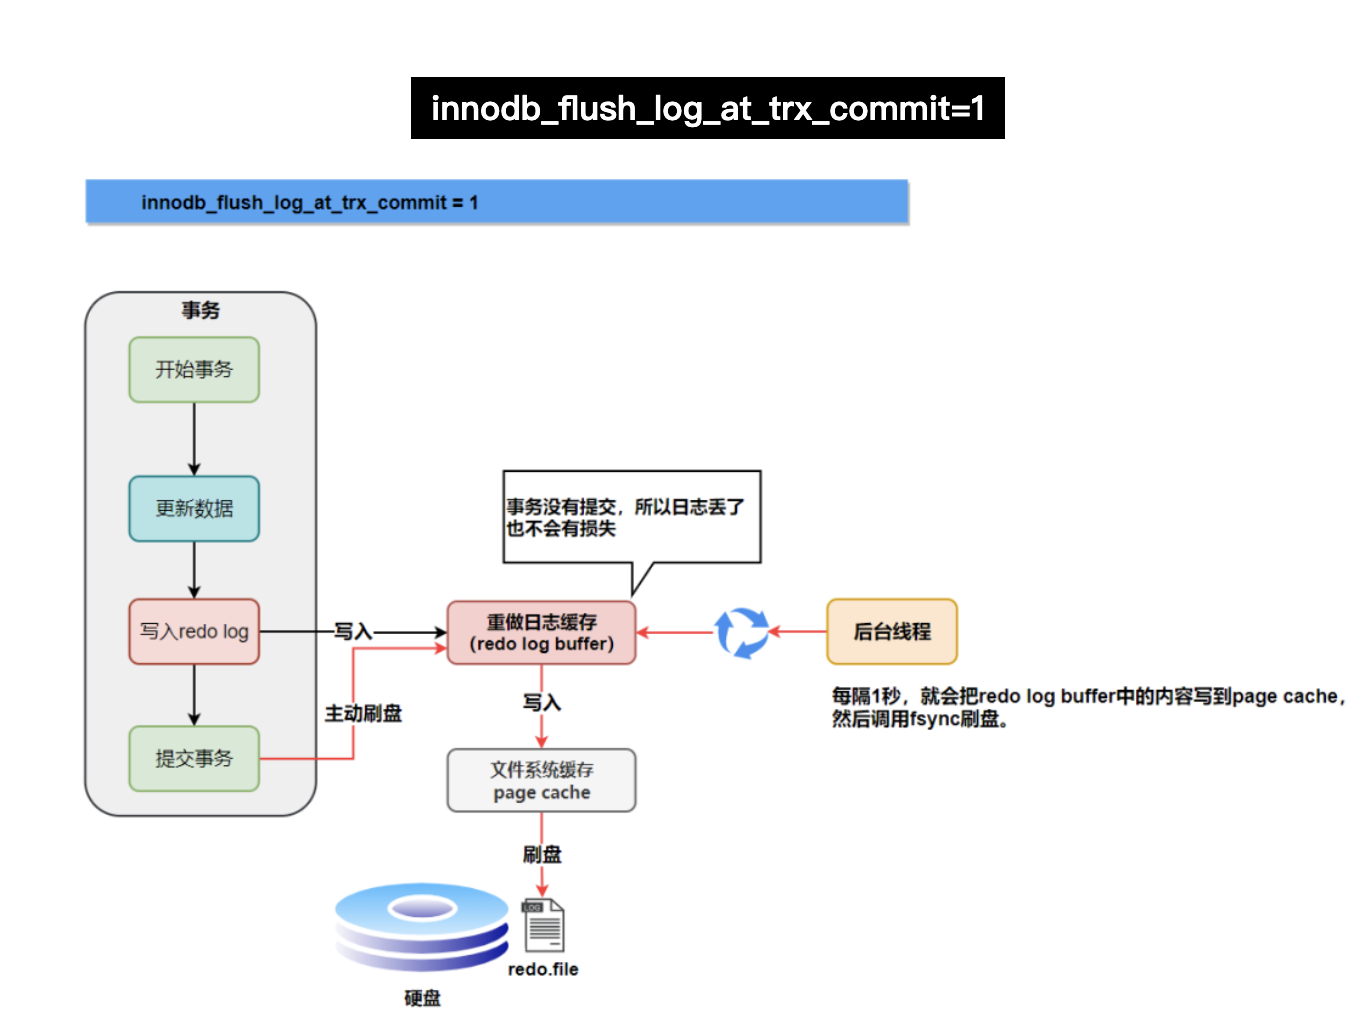 innodb_flush_log_at_trx_commit=1
innodb_flush_log_at_trx_commit = 1
事务
开始事务
更新数据
写入redo log
提交事务
写入
主动刷盘
事务没有提交，所以日志丢了
也不会有损失
重做日志缓存
（redo log buffer）
后台线程
每隔1秒，就会把redo log buffer中的内容写到page cache，
然后调用fsync刷盘。
写入
文件系统缓存
page cache
刷盘
LOG
redo.file
硬盘